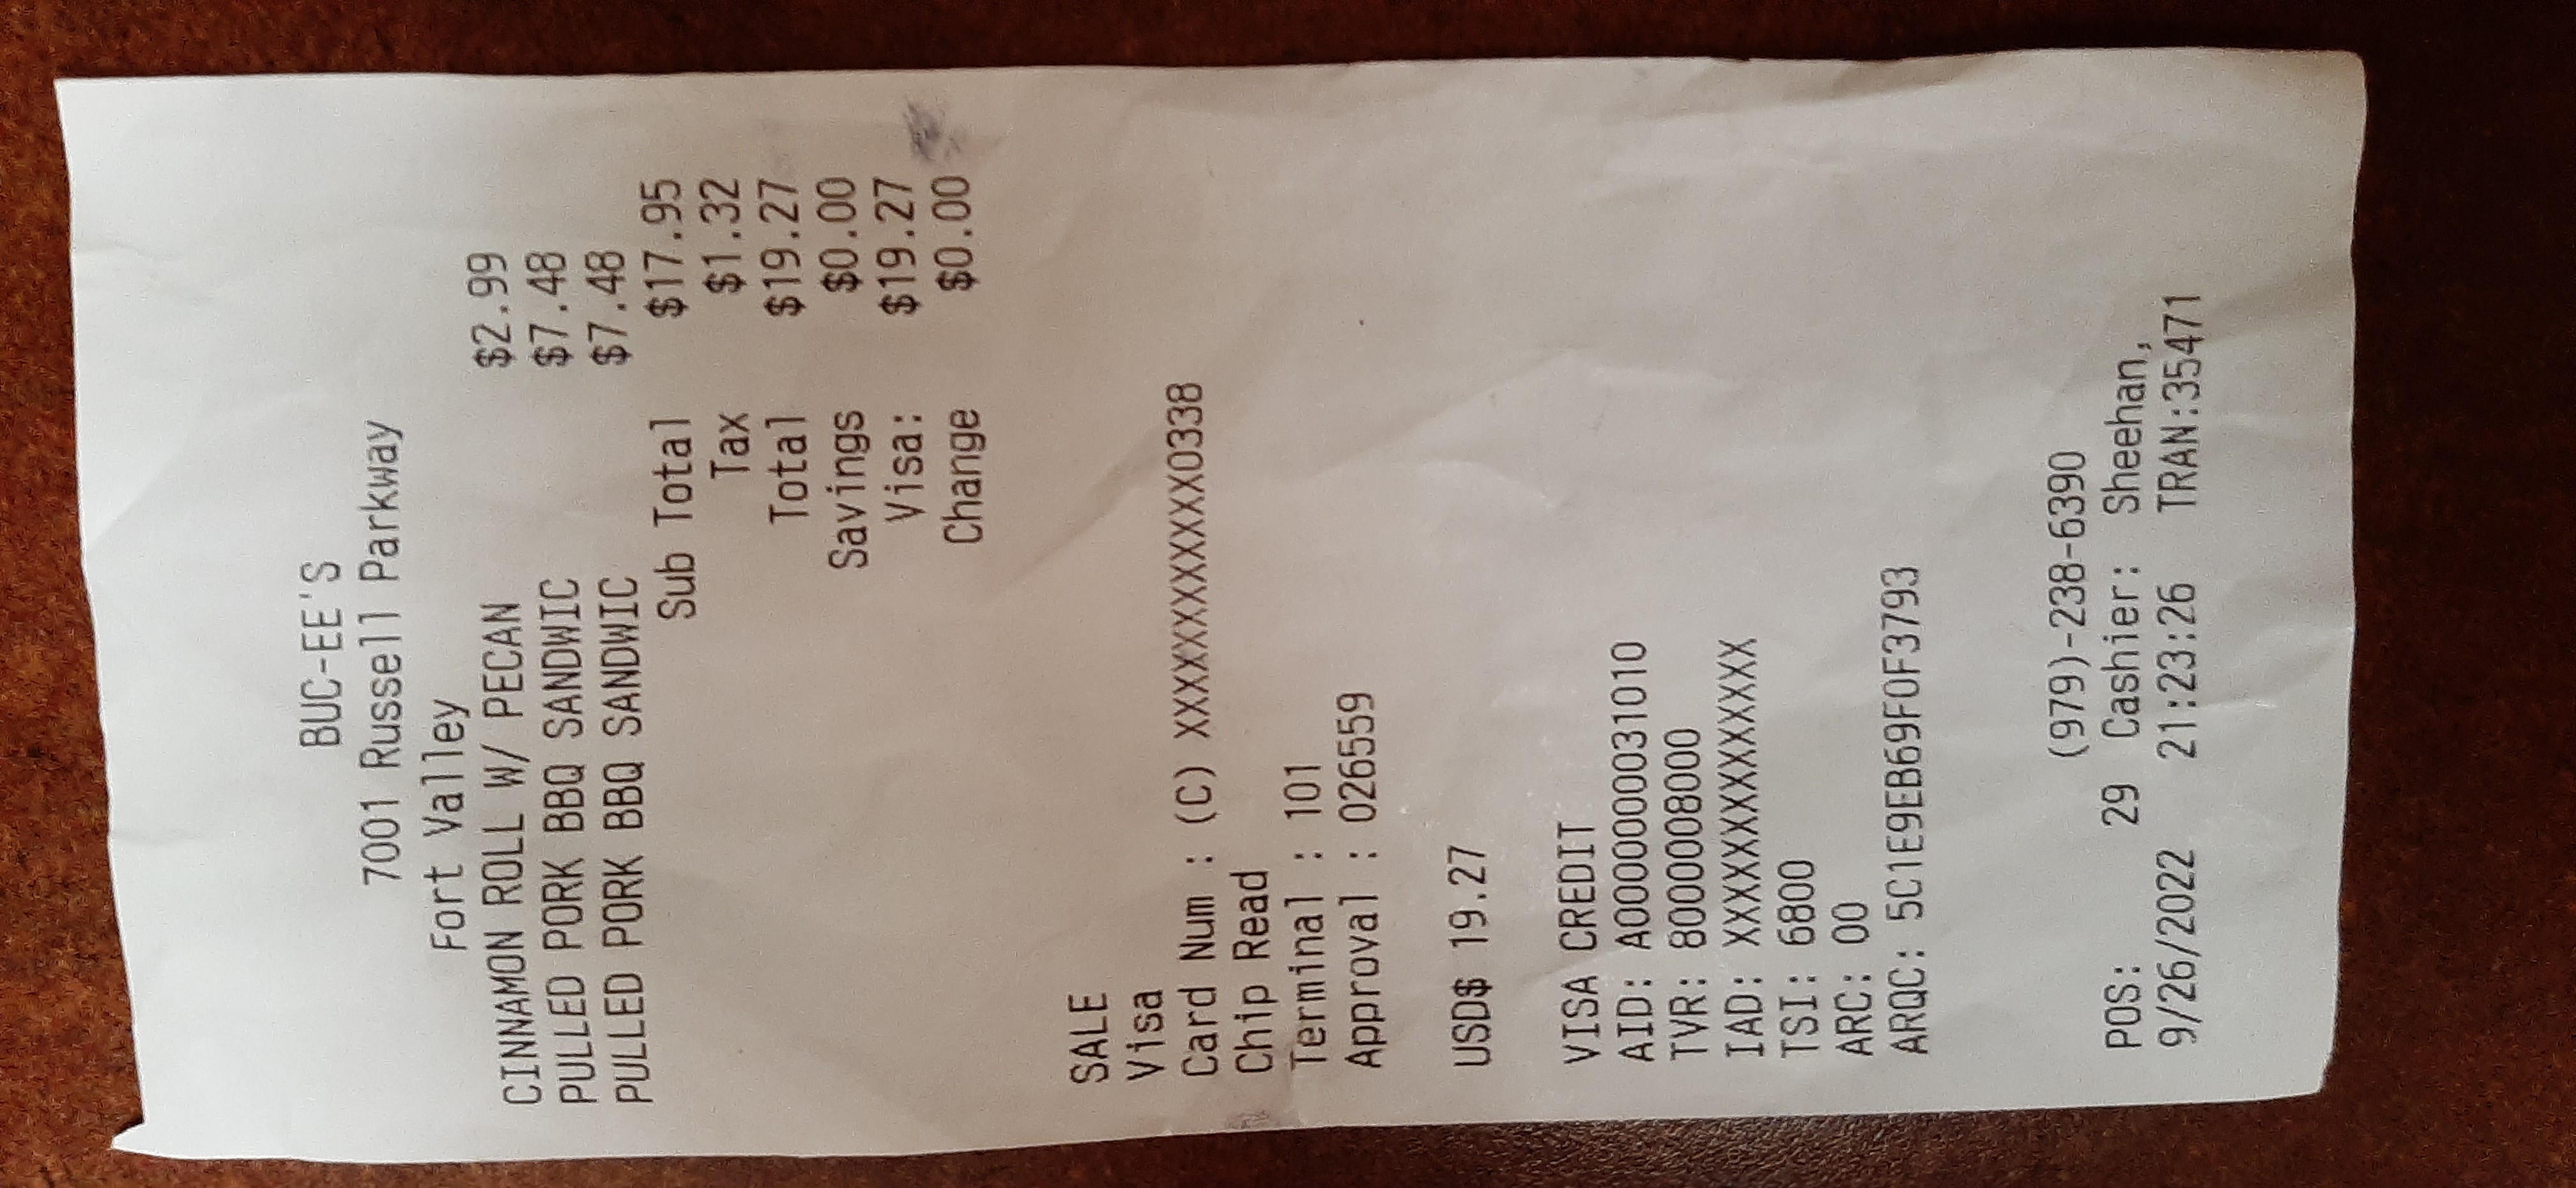 BUC-EE'S
7001 Russell Parkway
Fort Valley
CINNAMON ROLL W/ PECAN $2.99
PULLED PORK BBQ SANDWIC $7.48
PULLED PORK BBQ SANDWIC $7.48
Sub Total $17.95
Tax $1.32
Total $19.27
Savings $0.00
Visa: $19.27
Change $0.00
SALE
Visa
Card Num : (C) XXXXXXXXXXXX0338
Chip Read
Terminal : 101
Approval : 026559
USD$ 19.27
VISA CREDIT
AID: A0000000031010
TVR: 8000008000
IAD: XXXXXXXXXXXXXX
TSI: 6800
ARC: 00
ARQC: 5C1E9EB69F0F3793
(979)-238-6390
POS: 29 Cashier: Sheehan,
9/26/2022 21:23:26 TRAN:35471